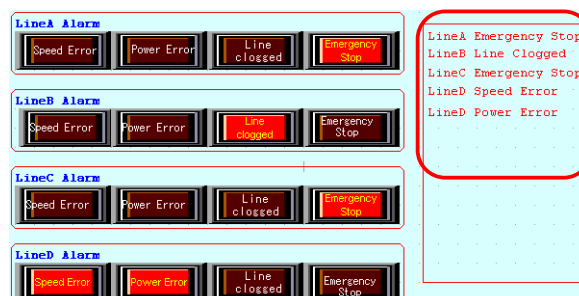 LineA Alarm
Speed Error
Power Error
Line
clogged
Emergency
Stop
LineB Alarm
Speed Error
Power Error
Line
clogged
Emergency
Stop
LineC Alarm
Speed Error
Power Error
Line
clogged
Emergency
Stop
LineD Alarm
Speed Error
Power Error
Line
clogged
Emergency
Stop
LineA Emergency Stop
LineB Line Clogged
LineC Emergency Stop
LineD Speed Error
LineD Power Error